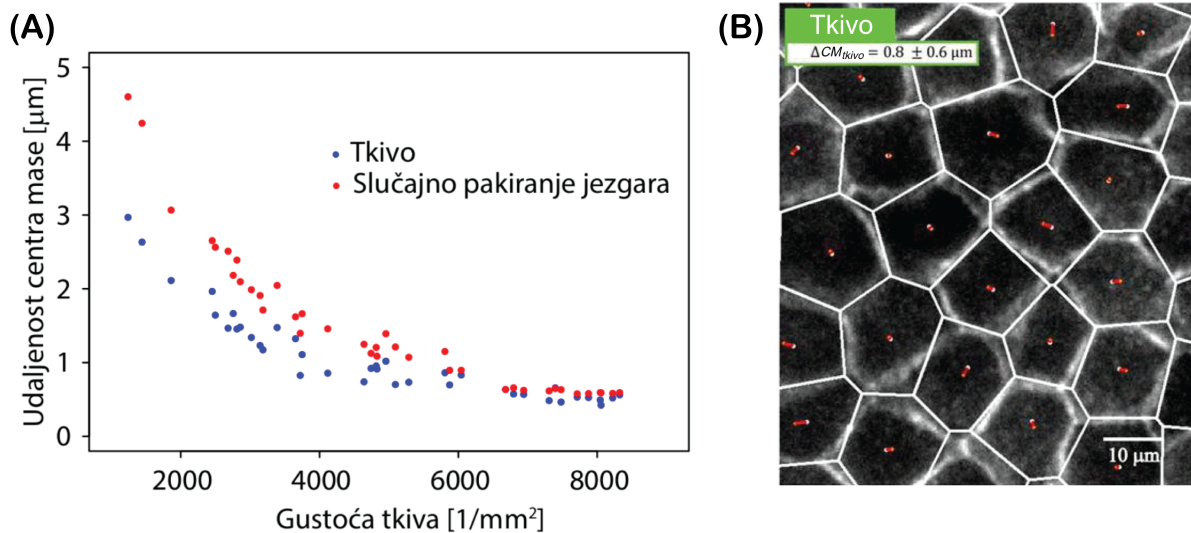 (A)
5
4
3
2
1
0
Udaljenost centra mase [μm]
Tkivo
Slučajno pakiranje jezgara
2000 4000 6000 8000
Gustoća tkiva [1/mm²]
(B)
Tkivo
ΔCMtkivo = 0.8 ± 0.6 μm
10 μm